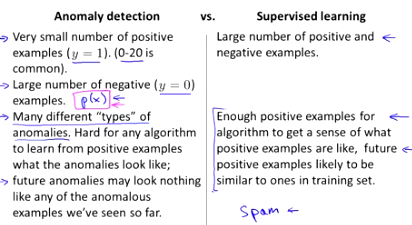 Anomaly detection vs. Supervised learning
Very small number of positive
examples (y = 1). (0-20 is
common).
Large number of negative (y = 0)
examples. p(x)
Many different “types” of
anomalies. Hard for any algorithm
to learn from positive examples
what the anomalies look like;
future anomalies may look nothing
like any of the anomalous
examples we’ve seen so far.
Large number of positive and
negative examples.
Enough positive examples for
algorithm to get a sense of what
positive examples are like, future
positive examples likely to be
similar to ones in training set.
Spam